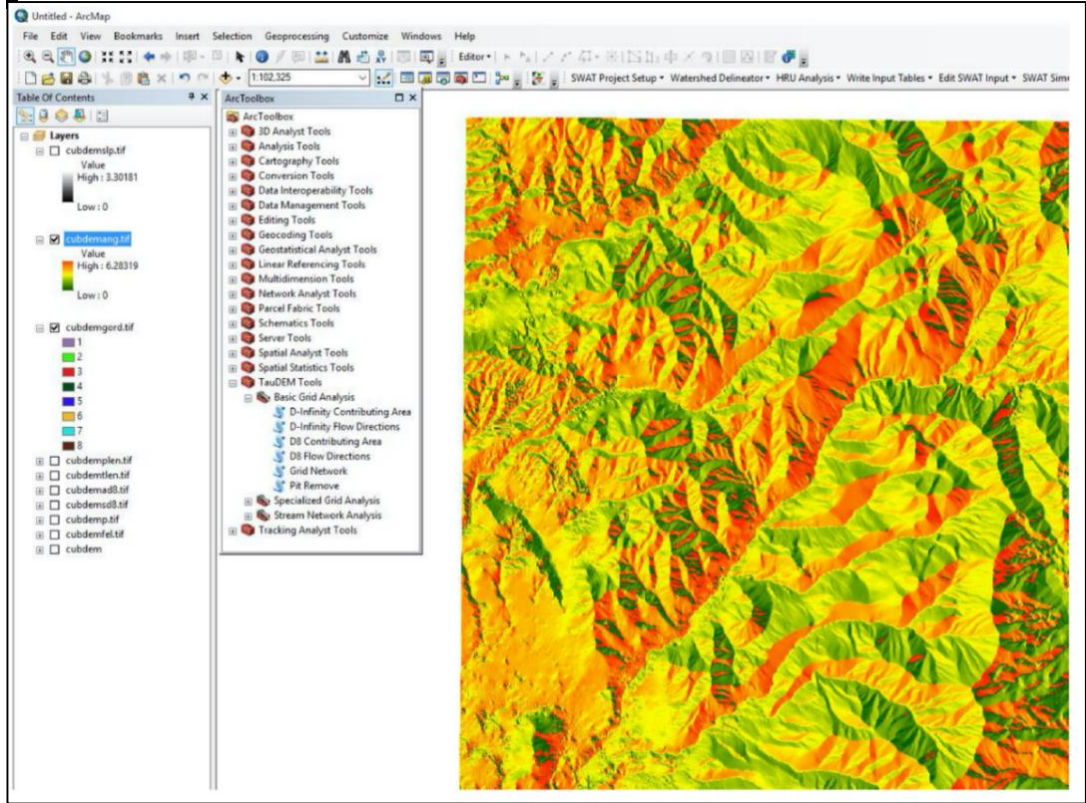 Untitled - ArcMap
File Edit View Bookmarks Insert Selection Geoprocessing Customize Windows Help
Editor
1:102,325 SWAT Project Setup Watershed Delineator HRU Analysis Write Input Tables Edit SWAT Input SWAT Sim
Table Of Contents
Layers
cubdemslp.tif
Value
High : 3.30181
Low : 0
cubdemang.tif
Value
High : 6.28319
Low : 0
cubdemgord.tif
1
2
3
4
5
6
7
8
cubdemplen.tif
cubdemtlen.tif
cubdemad8.tif
cubdemsd8.tif
cubdemp.tif
cubdemfel.tif
cubdem
ArcToolbox
ArcToolbox
3D Analyst Tools
Analysis Tools
Cartography Tools
Conversion Tools
Data Interoperability Tools
Data Management Tools
Editing Tools
Geocoding Tools
Geostatistical Analyst Tools
Linear Referencing Tools
Multidimension Tools
Network Analyst Tools
Parcel Fabric Tools
Schematics Tools
Server Tools
Spatial Analyst Tools
Spatial Statistics Tools
TauDEM Tools
Basic Grid Analysis
D-Infinity Contributing Area
D-Infinity Flow Directions
D8 Contributing Area
D8 Flow Directions
Grid Network
Pit Remove
Specialized Grid Analysis
Stream Network Analysis
Tracking Analyst Tools